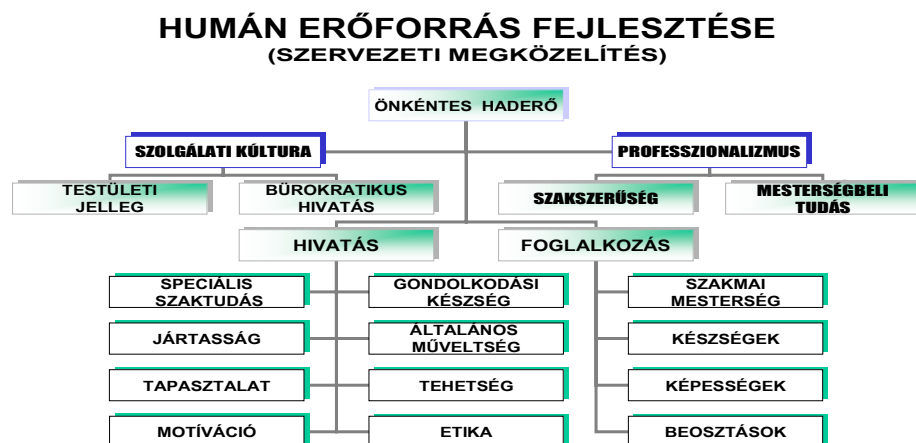 HUMÁN ERŐFORRÁS FEJLESZTÉSE
(SZERVEZETI MEGKÖZELÍTÉS)
ÖNKÉNTES HADERŐ
SZOLGÁLATI KÚLTURA
PROFESSZIONALIZMUS
TESTÜLETI
JELLEG
BÜROKRATIKUS
HIVATÁS
SZAKSZERŰSÉG
MESTERSÉGBELI
TUDÁS
HIVATÁS
FOGLALKOZÁS
SPECIÁLIS
SZAKTUDÁS
GONDOLKODÁSI
KÉSZSÉG
SZAKMAI
MESTERSÉG
JÁRTASSÁG
ÁLTALÁNOS
MŰVELTSÉG
KÉSZSÉGEK
TAPASZTALAT
TEHETSÉG
KÉPESSÉGEK
MOTÍVÁCIÓ
ETIKA
BEOSZTÁSOK